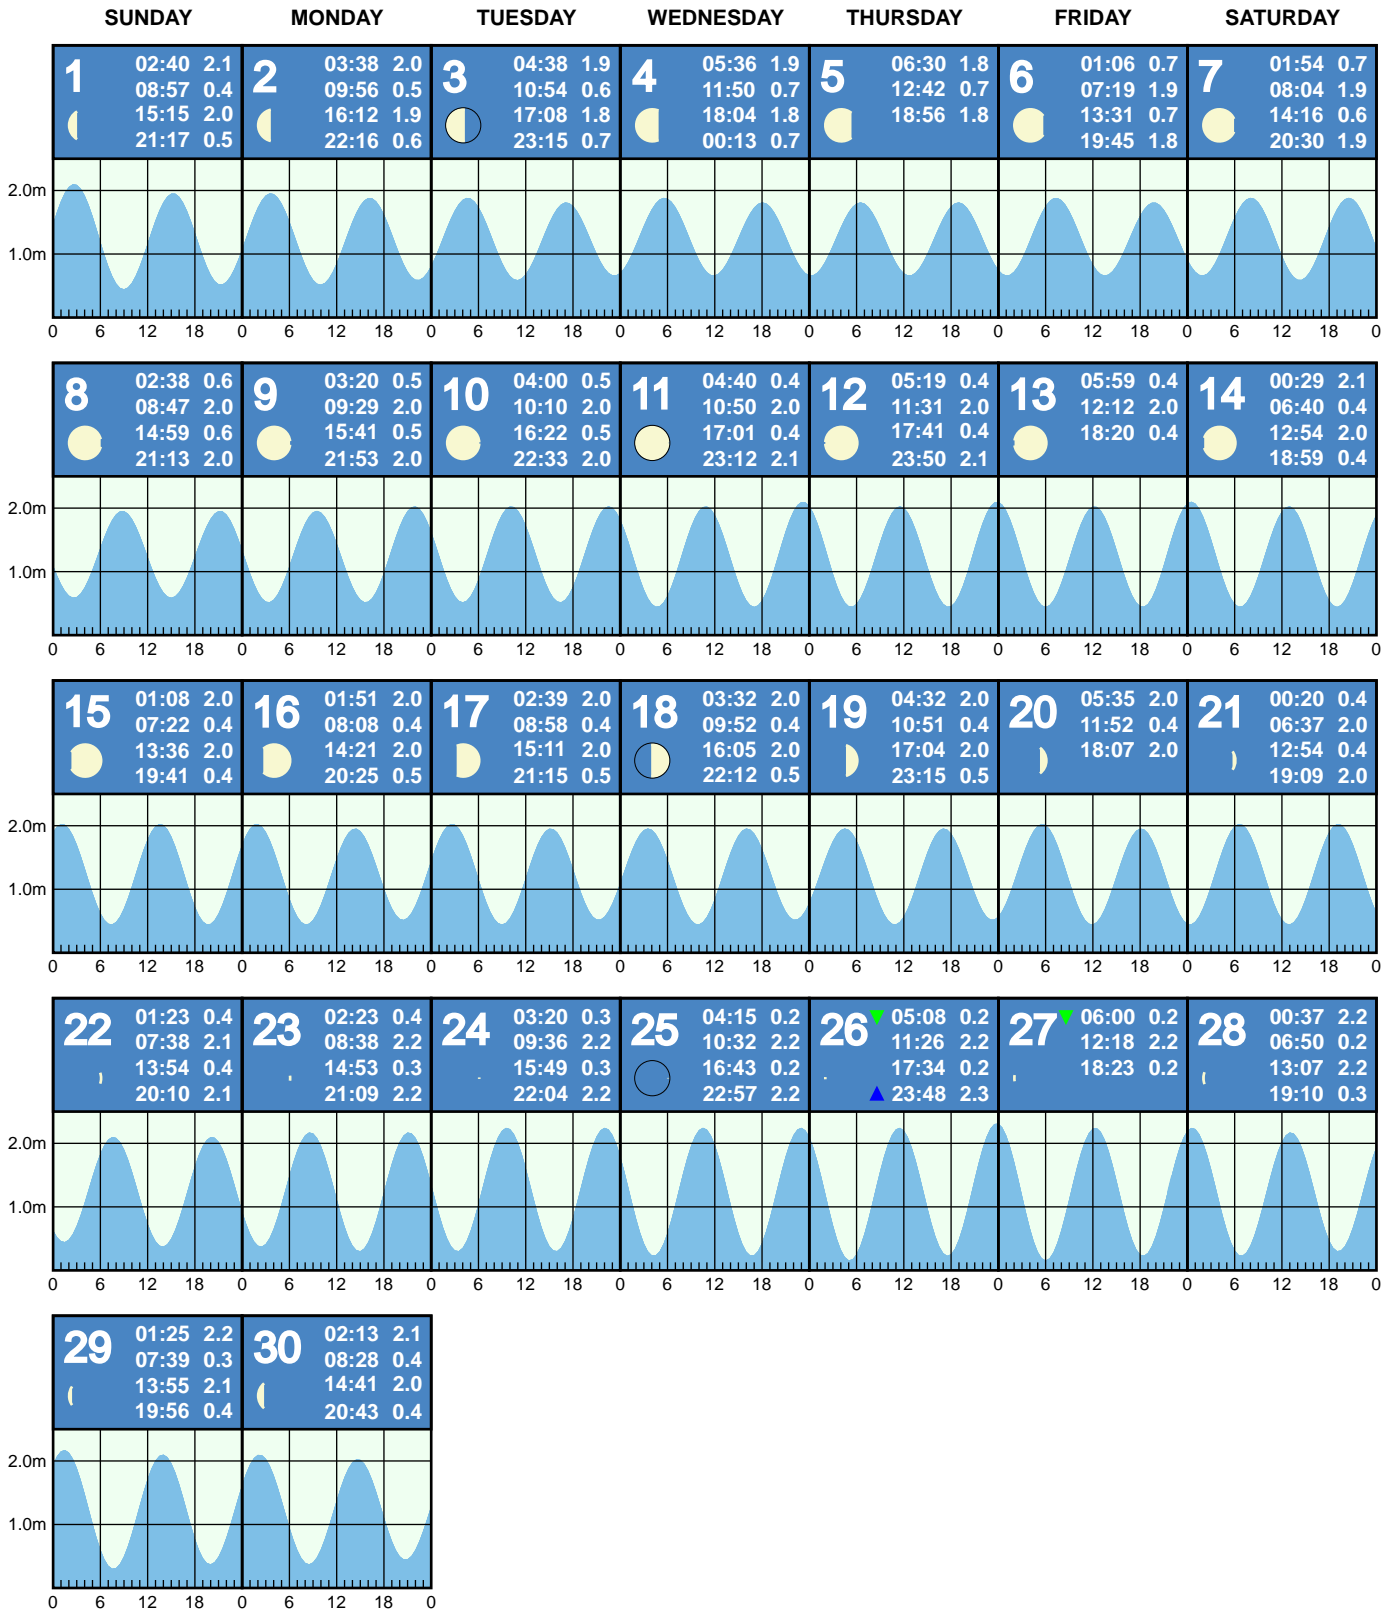 SUNDAY MONDAY TUESDAY WEDNESDAY THURSDAY FRIDAY SATURDAY
1 02:40 2.1
08:57 0.4
15:15 2.0
21:17 0.5
2 03:38 2.0
09:56 0.5
16:12 1.9
22:16 0.6
3 04:38 1.9
10:54 0.6
17:08 1.8
23:15 0.7
4 05:36 1.9
11:50 0.7
18:04 1.8
00:13 0.7
5 06:30 1.8
12:42 0.7
18:56 1.8
6 01:06 0.7
07:19 1.9
13:31 0.7
19:45 1.8
7 01:54 0.7
08:04 1.9
14:16 0.6
20:30 1.9
2.0m
1.0m
0 6 12 18 0 6 12 18 0 6 12 18 0 6 12 18 0 6 12 18 0 6 12 18 0 6 12 18 0
8 02:38 0.6
08:47 2.0
14:59 0.6
21:13 2.0
9 03:20 0.5
09:29 2.0
15:41 0.5
21:53 2.0
10 04:00 0.5
10:10 2.0
16:22 0.5
22:33 2.0
11 04:40 0.4
10:50 2.0
17:01 0.4
23:12 2.1
12 05:19 0.4
11:31 2.0
17:41 0.4
23:50 2.1
13 05:59 0.4
12:12 2.0
18:20 0.4
14 00:29 2.1
06:40 0.4
12:54 2.0
18:59 0.4
2.0m
1.0m
0 6 12 18 0 6 12 18 0 6 12 18 0 6 12 18 0 6 12 18 0 6 12 18 0 6 12 18 0
15 01:08 2.0
07:22 0.4
13:36 2.0
19:41 0.4
16 01:51 2.0
08:08 0.4
14:21 2.0
20:25 0.5
17 02:39 2.0
08:58 0.4
15:11 2.0
21:15 0.5
18 03:32 2.0
09:52 0.4
16:05 2.0
22:12 0.5
19 04:32 2.0
10:51 0.4
17:04 2.0
23:15 0.5
20 05:35 2.0
11:52 0.4
18:07 2.0
21 00:20 0.4
06:37 2.0
12:54 0.4
19:09 2.0
2.0m
1.0m
0 6 12 18 0 6 12 18 0 6 12 18 0 6 12 18 0 6 12 18 0 6 12 18 0 6 12 18 0
22 01:23 0.4
07:38 2.1
13:54 0.4
20:10 2.1
23 02:23 0.4
08:38 2.2
14:53 0.3
21:09 2.2
24 03:20 0.3
09:36 2.2
15:49 0.3
22:04 2.2
25 04:15 0.2
10:32 2.2
16:43 0.2
22:57 2.2
26 05:08 0.2
11:26 2.2
17:34 0.2
23:48 2.3
27 06:00 0.2
12:18 2.2
18:23 0.2
28 00:37 2.2
06:50 0.2
13:07 2.2
19:10 0.3
2.0m
1.0m
0 6 12 18 0 6 12 18 0 6 12 18 0 6 12 18 0 6 12 18 0 6 12 18 0 6 12 18 0
29 01:25 2.2
07:39 0.3
13:55 2.1
19:56 0.4
30 02:13 2.1
08:28 0.4
14:41 2.0
20:43 0.4
2.0m
1.0m
0 6 12 18 0 6 12 18 0